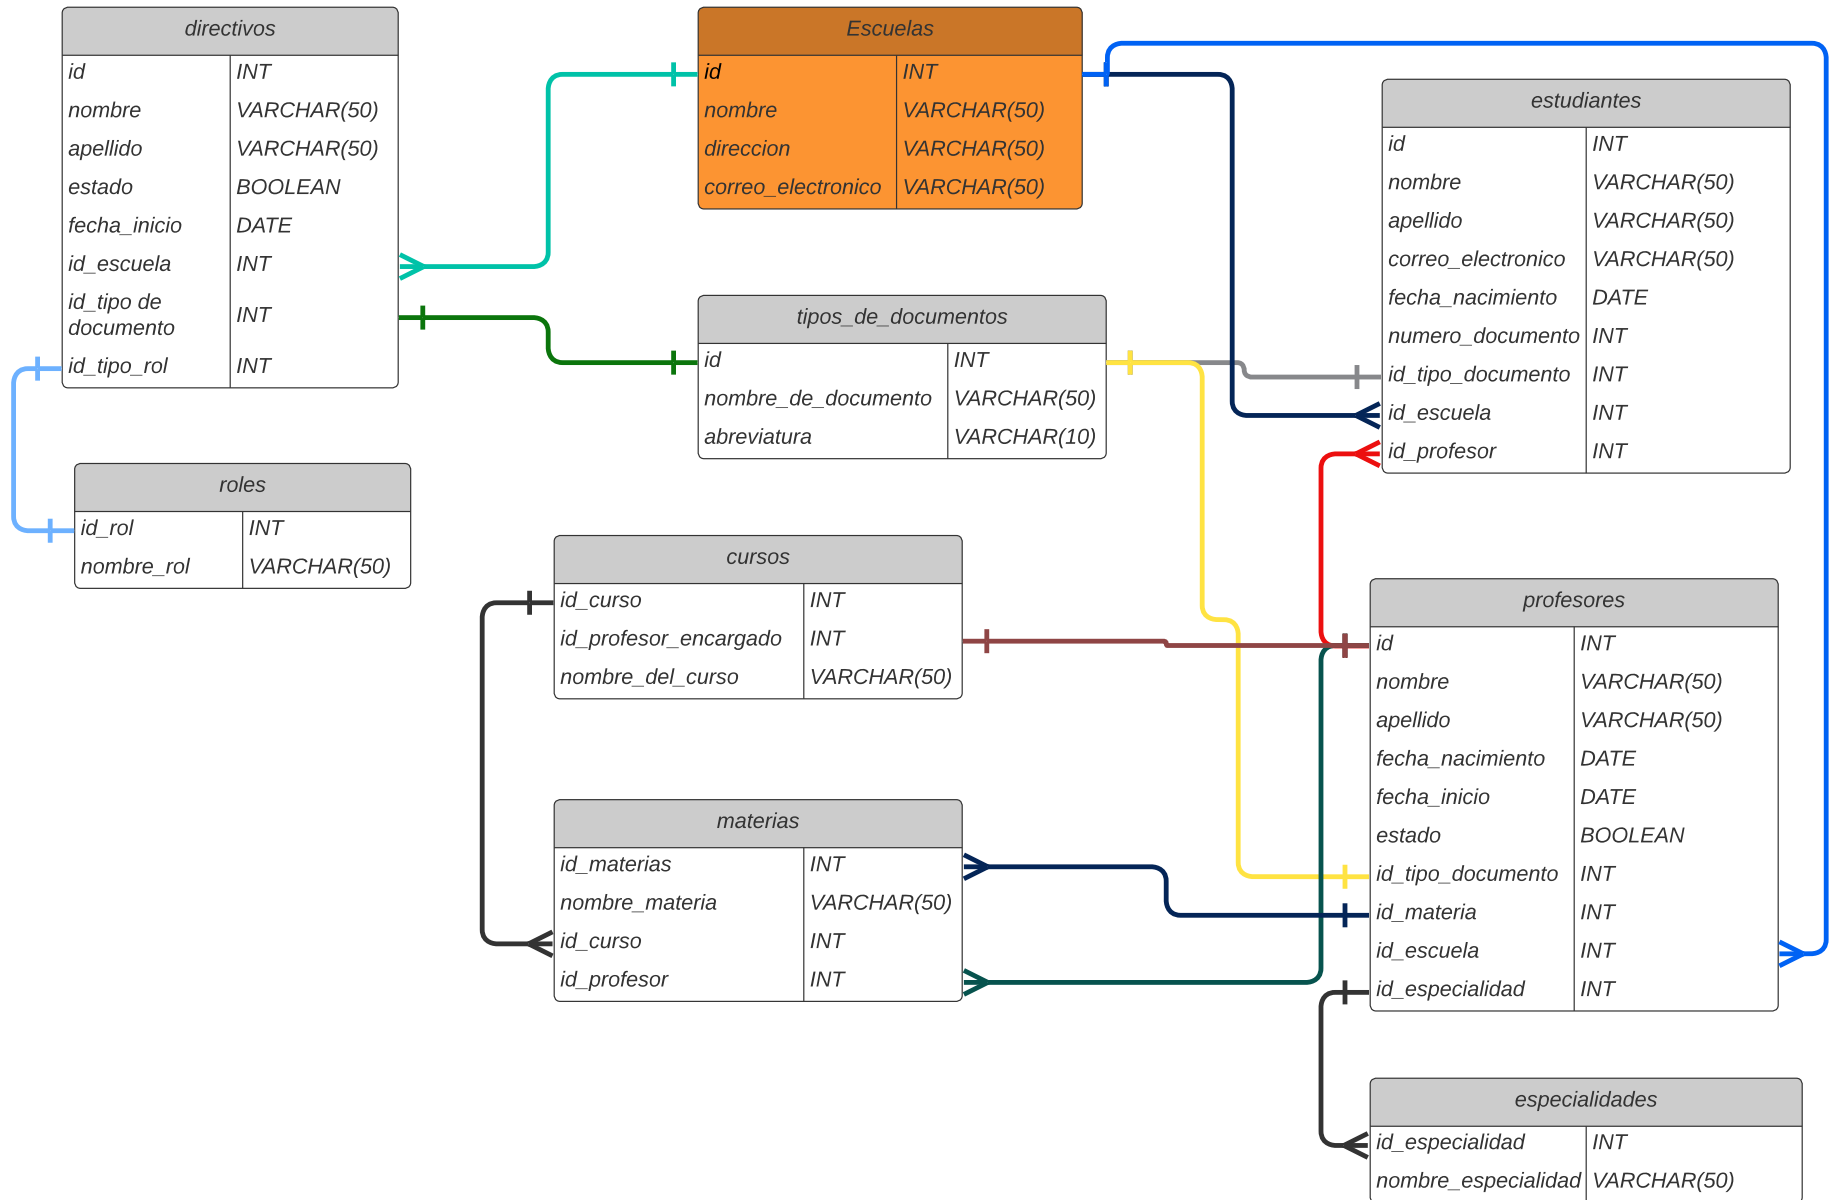 directivos
id INT
nombre VARCHAR(50)
apellido VARCHAR(50)
estado BOOLEAN
fecha_inicio DATE
id_escuela INT
id_tipo de
documento INT
id_tipo_rol INT
Escuelas
id INT
nombre VARCHAR(50)
direccion VARCHAR(50)
correo_electronico VARCHAR(50)
estudiantes
id INT
nombre VARCHAR(50)
apellido VARCHAR(50)
correo_electronico VARCHAR(50)
fecha_nacimiento DATE
numero_documento INT
id_tipo_documento INT
id_escuela INT
id_profesor INT
tipos_de_documentos
id INT
nombre_de_documento VARCHAR(50)
abreviatura VARCHAR(10)
roles
id_rol INT
nombre_rol VARCHAR(50)
cursos
id_curso INT
id_profesor_encargado INT
nombre_del_curso VARCHAR(50)
profesores
id INT
nombre VARCHAR(50)
apellido VARCHAR(50)
fecha_nacimiento DATE
fecha_inicio DATE
estado BOOLEAN
id_tipo_documento INT
id_materia INT
id_escuela INT
id_especialidad INT
materias
id_materias INT
nombre_materia VARCHAR(50)
id_curso INT
id_profesor INT
especialidades
id_especialidad INT
nombre_especialidad VARCHAR(50)